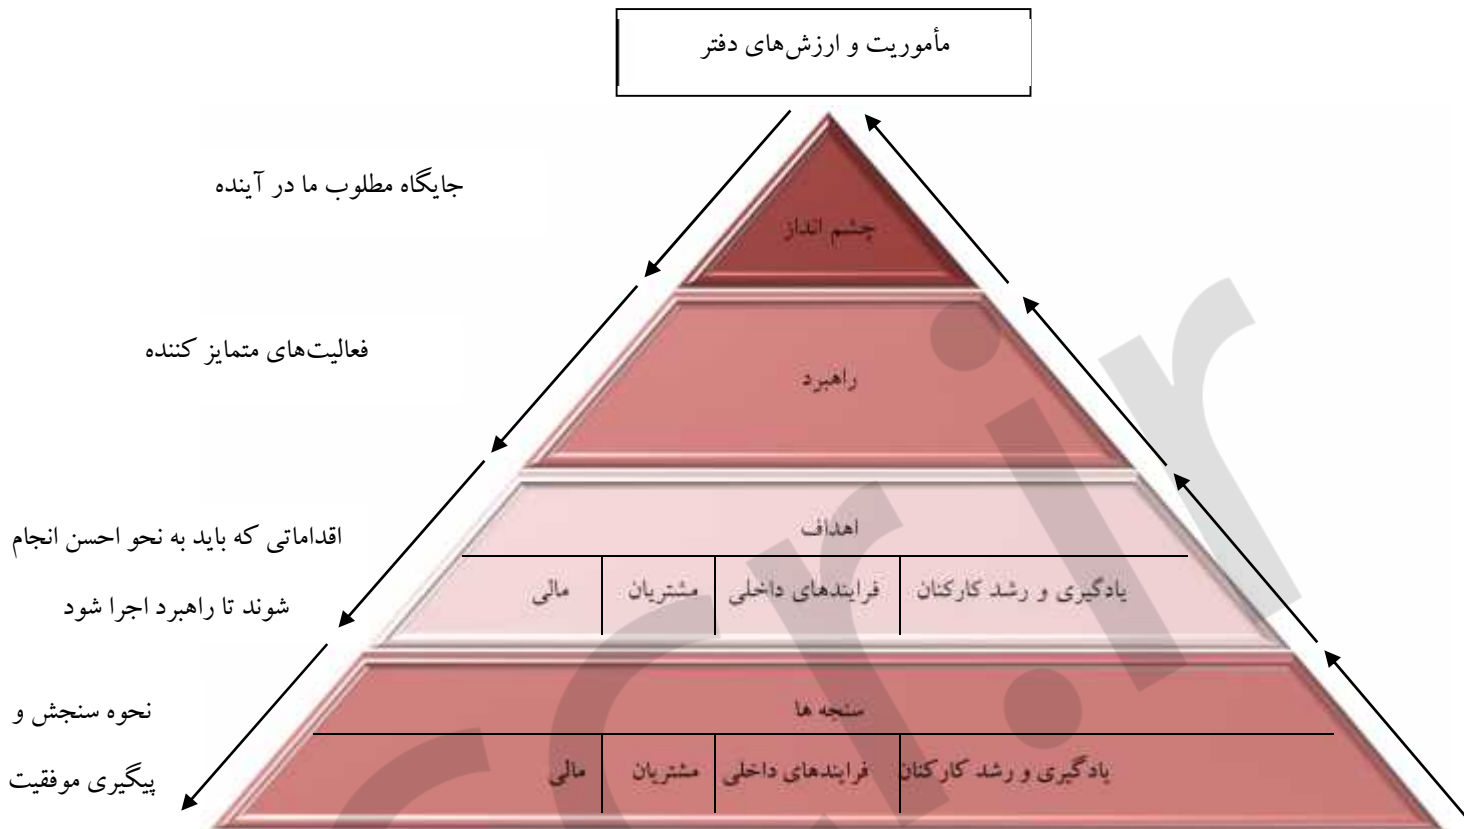 مأموریت و ارزش‌های دفتر
جایگاه مطلوب ما در آینده
چشم انداز
فعالیت‌های متمایز کننده
راهبرد
اقداماتی که باید به نحو احسن انجام
شوند تا راهبرد اجرا شود
اهداف
یادگیری و رشد کارکنان
فرایندهای داخلی
مشتریان
مالی
نحوه سنجش و
پیگیری موفقیت
سنجه ها
یادگیری و رشد کارکنان
فرایندهای داخلی
مشتریان
مالی